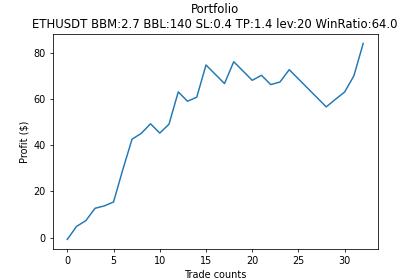 Portfolio
ETHUSDT BBM:2.7 BBL:140 SL:0.4 TP:1.4 lev:20 WinRatio:64.0
80
60
40
20
0
Profit ($)
0 5 10 15 20 25 30
Trade counts